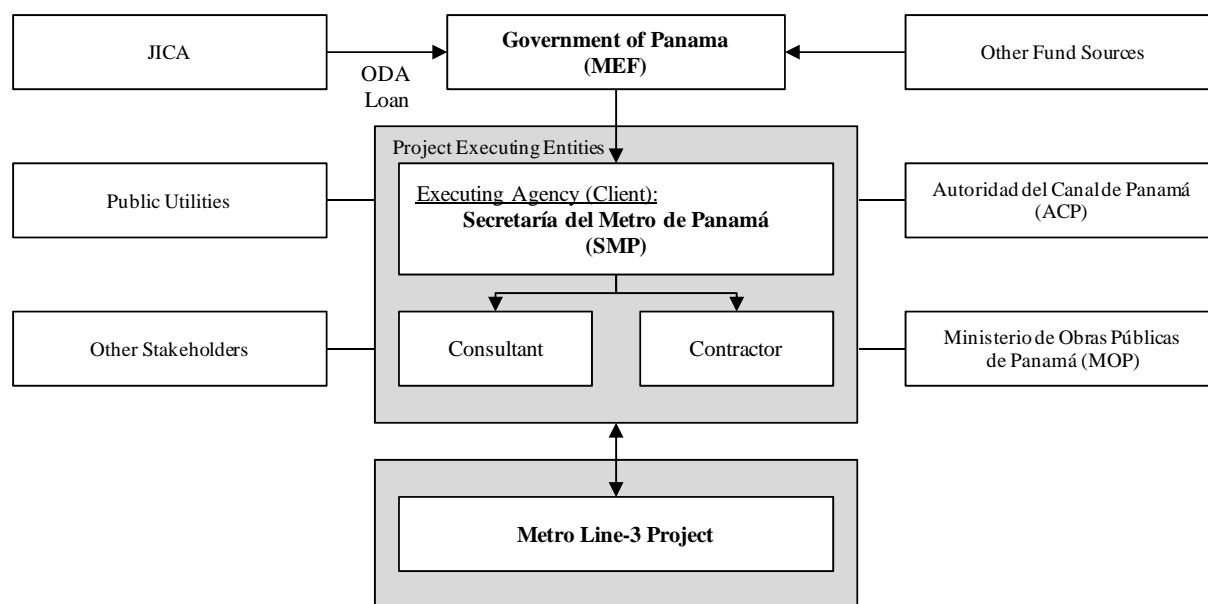 JICA
ODA
Loan
Government of Panama
(MEF)
Other Fund Sources
Project Executing Entities
Public Utilities
Executing Agency (Client):
Secretaría del Metro de Panamá
(SMP)
Autoridad del Canal de Panamá
(ACP)
Other Stakeholders
Consultant
Contractor
Ministerio de Obras Públicas
de Panamá (MOP)
Metro Line-3 Project